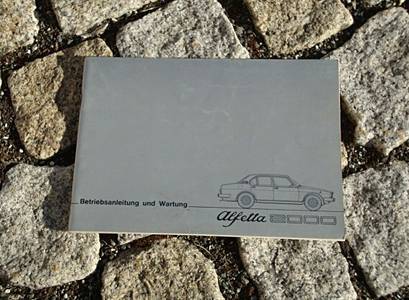 Betriebsanleitung und Wartung
Alfetta 2000